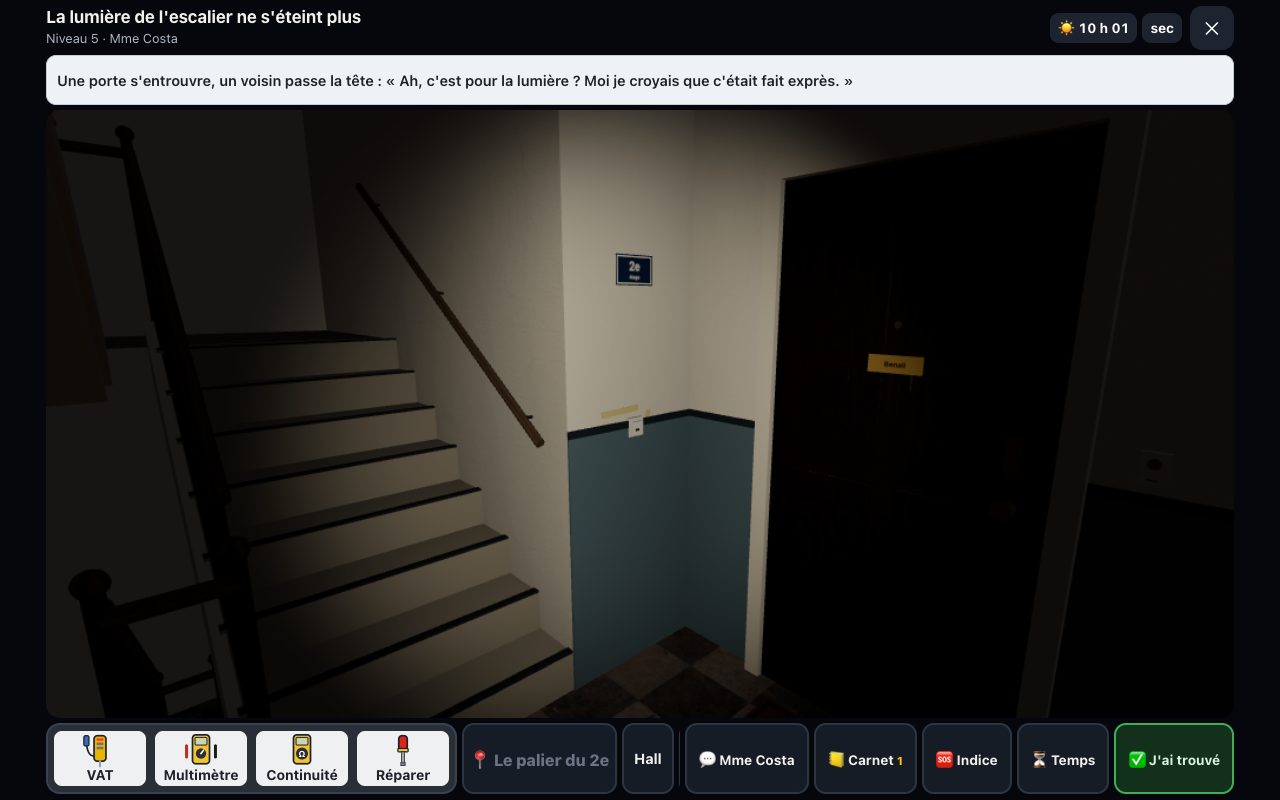 La lumière de l'escalier ne s'éteint plus
Niveau 5 · Mme Costa
☀️ 10 h 01
sec
Une porte s'entrouvre, un voisin passe la tête : « Ah, c'est pour la lumière ? Moi je croyais que c'était fait exprès. »
2e
Benali
VAT
Multimètre
Continuité
Réparer
📍 Le palier du 2e
Hall
💬 Mme Costa
📒 Carnet 1
🆘 Indice
⏳ Temps
✅ J'ai trouvé